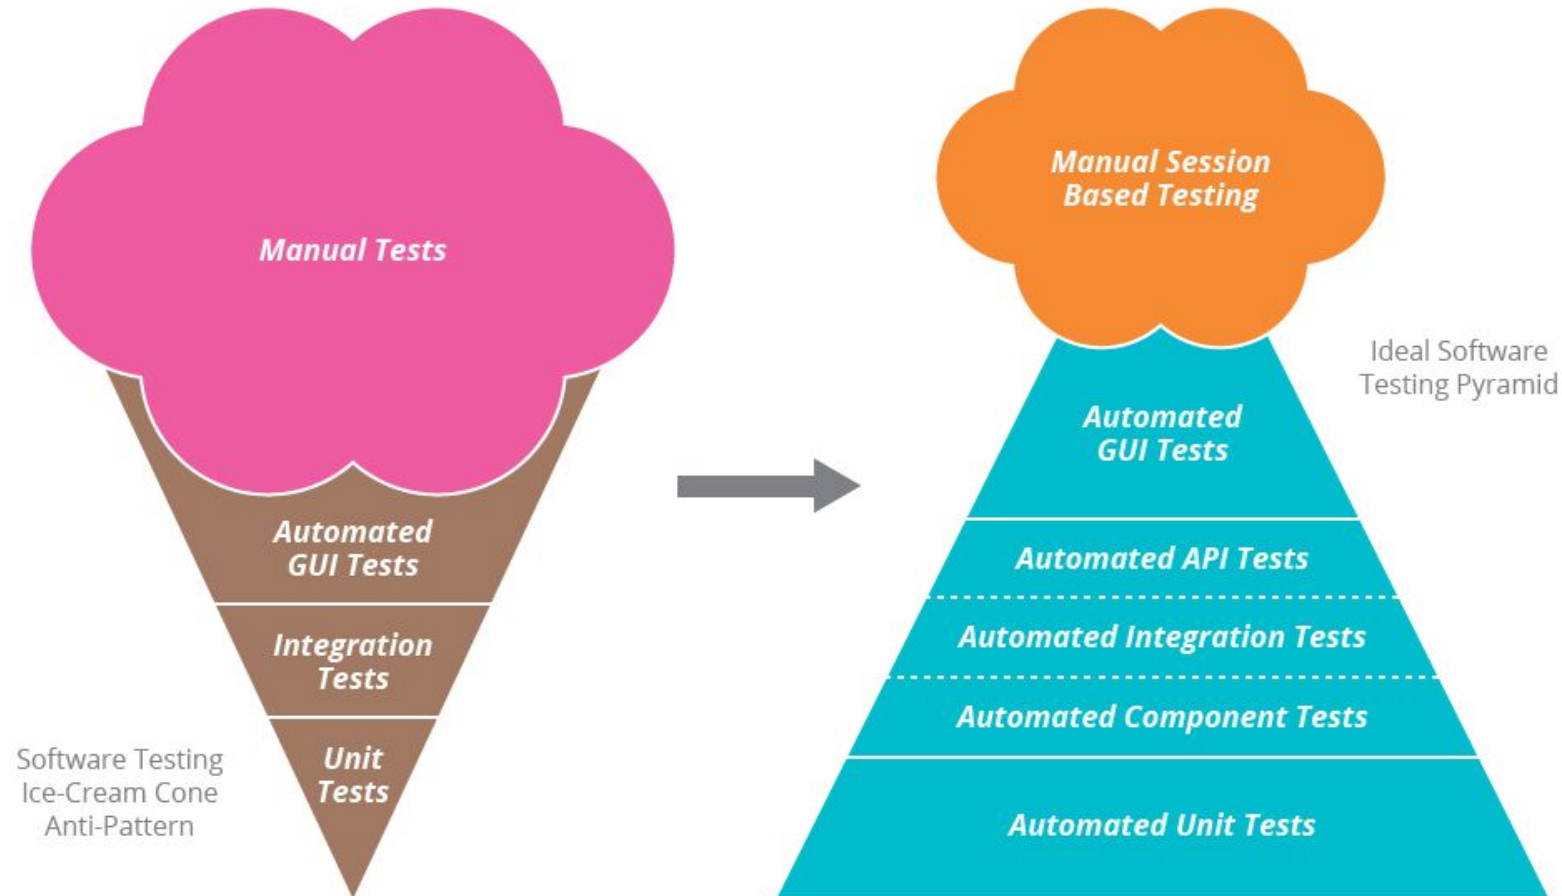 Manual Tests
Automated
GUI Tests
Integration
Tests
Unit
Tests
Software Testing
Ice-Cream Cone
Anti-Pattern
Manual Session
Based Testing
Ideal Software
Testing Pyramid
Automated
GUI Tests
Automated API Tests
Automated Integration Tests
Automated Component Tests
Automated Unit Tests